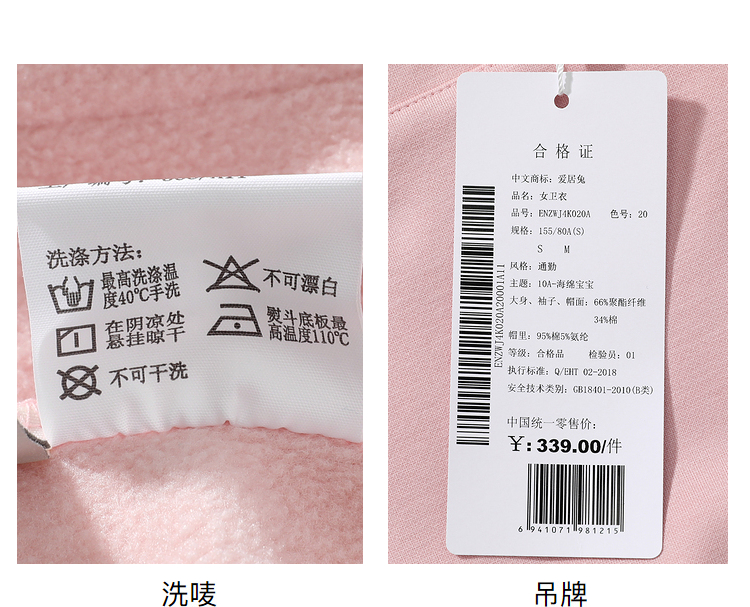 洗涤方法：
最高洗涤温
度40℃手洗
不可漂白
在阴凉处
悬挂晾干
熨斗底板最
高温度110℃
不可干洗
洗唛
合格证
中文商标：爱居兔
品名：女卫衣
品号：ENZWJ4K020A 色号：20
规格：155/80A(S)
S M
风格：通勤
主题：10A-海绵宝宝
大身、袖子、帽面：66%聚酯纤维
34%棉
帽里：95%棉5%氨纶
等级：合格品 检验员：01
执行标准：Q/EHT 02-2018
安全技术类别：GB18401-2010(B类)
中国统一零售价：
¥:339.00/件
6 941071 981215
ENZWJ4K020A20001A11
吊牌